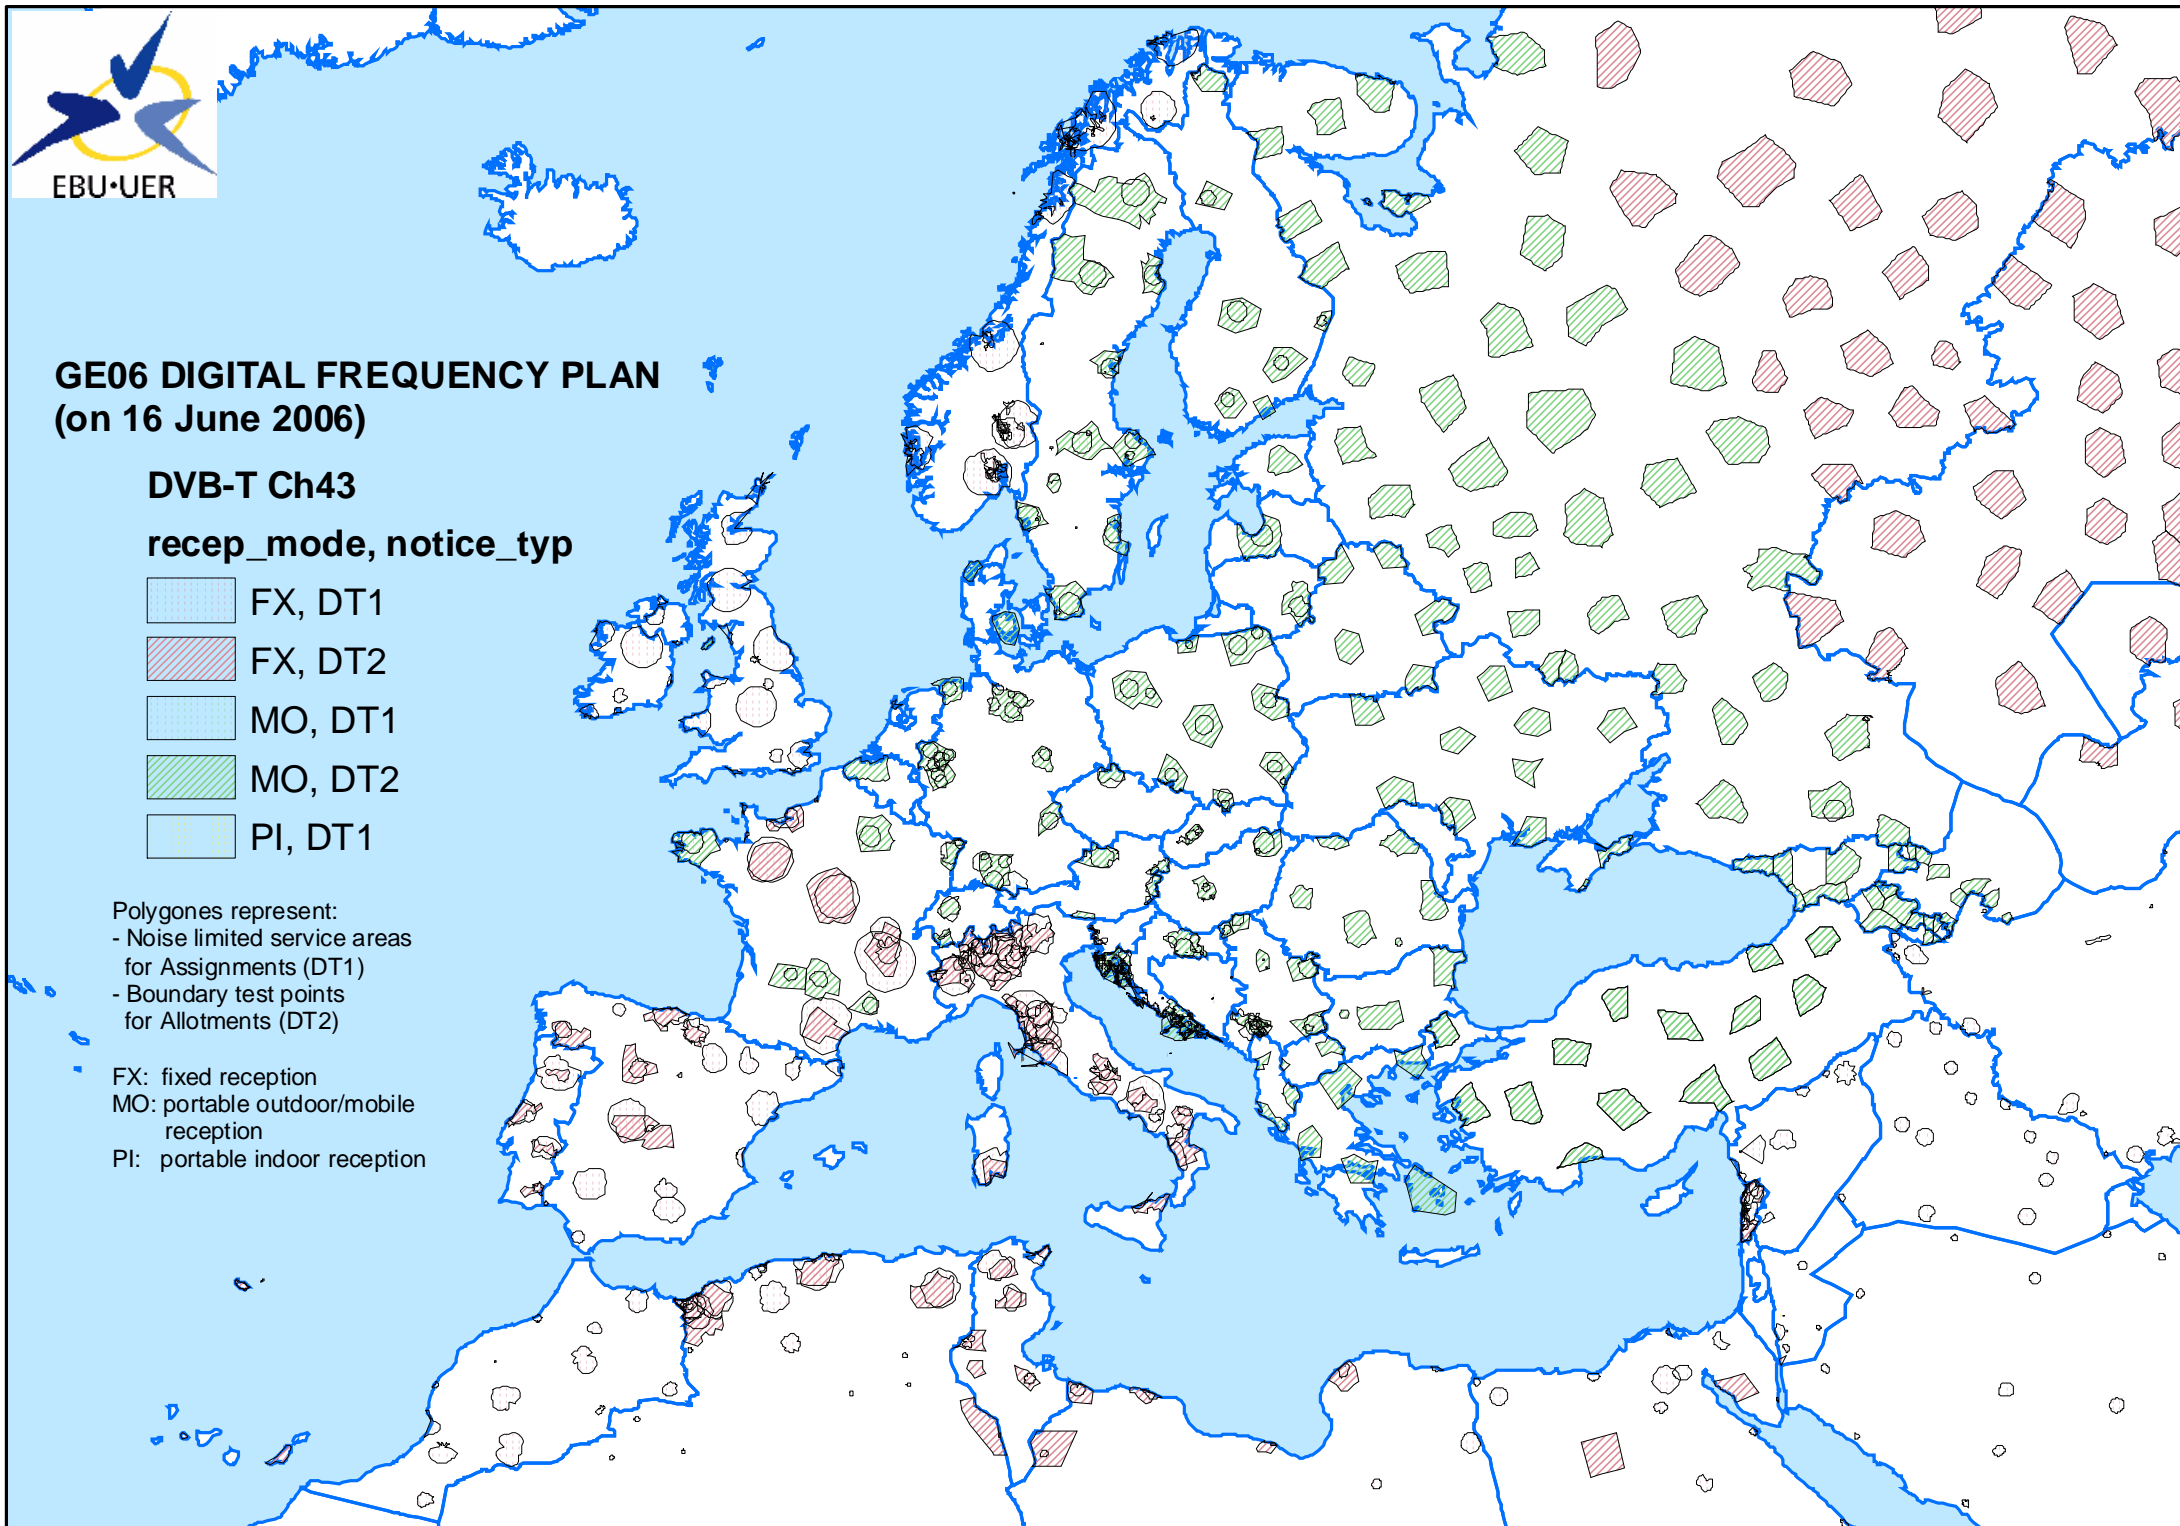 EBU·UER
GE06 DIGITAL FREQUENCY PLAN
(on 16 June 2006)
DVB-T Ch43
recep_mode, notice_typ
FX, DT1
FX, DT2
MO, DT1
MO, DT2
PI, DT1
Polygones represent:
- Noise limited service areas
for Assignments (DT1)
- Boundary test points
for Allotments (DT2)
FX: fixed reception
MO: portable outdoor/mobile
reception
PI: portable indoor reception